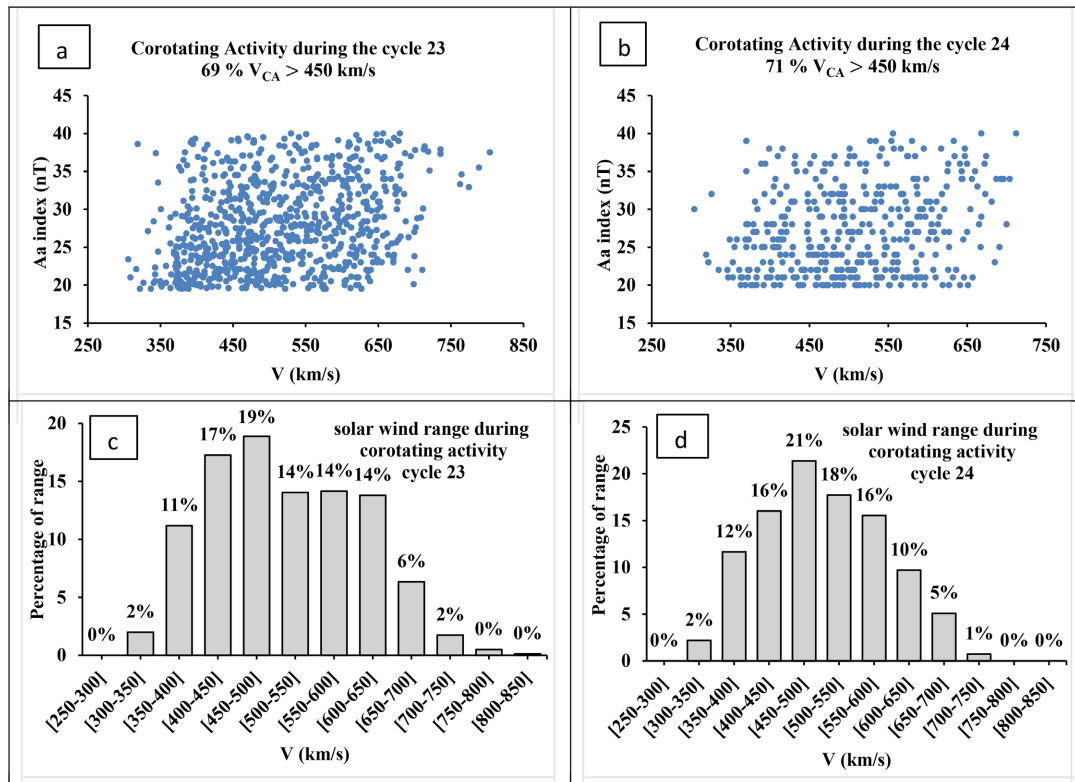 a
Corotating Activity during the cycle 23
69 % V_CA > 450 km/s
Aa index (nT)
45
40
35
30
25
20
15
250 350 450 550 650 750 850
V (km/s)
b
Corotating Activity during the cycle 24
71 % V_CA > 450 km/s
Aa index (nT)
45
40
35
30
25
20
15
250 350 450 550 650 750
V (km/s)
c
solar wind range during
corotating activity
cycle 23
Percentage of range
20
15
10
5
0
0% 2% 11% 17% 19% 14% 14% 14% 6% 2% 0% 0%
[250-300] [300-350] [350-400] [400-450] [450-500] [500-550] [550-600] [600-650] [650-700] [700-750] [750-800] [800-850]
V (km/s)
d
solar wind range during
corotating activity
cycle 24
Percentage of range
25
20
15
10
5
0
0% 2% 12% 16% 21% 18% 16% 10% 5% 1% 0% 0%
[250-300] [300-350] [350-400] [400-450] [450-500] [500-550] [550-600] [600-650] [650-700] [700-750] [750-800] [800-850]
V (km/s)